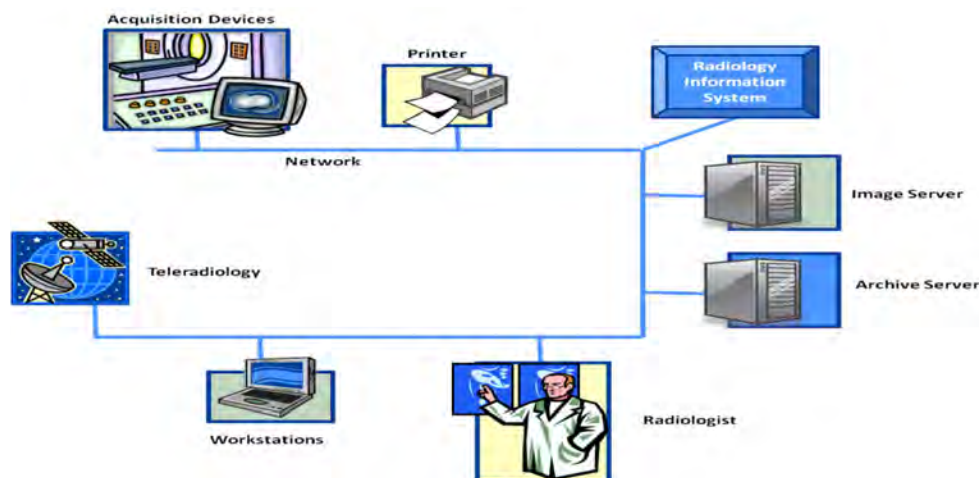 Acquisition Devices
Printer
Radiology
Information
System
Network
Image Server
Teleradiology
Archive Server
Radiologist
Workstations